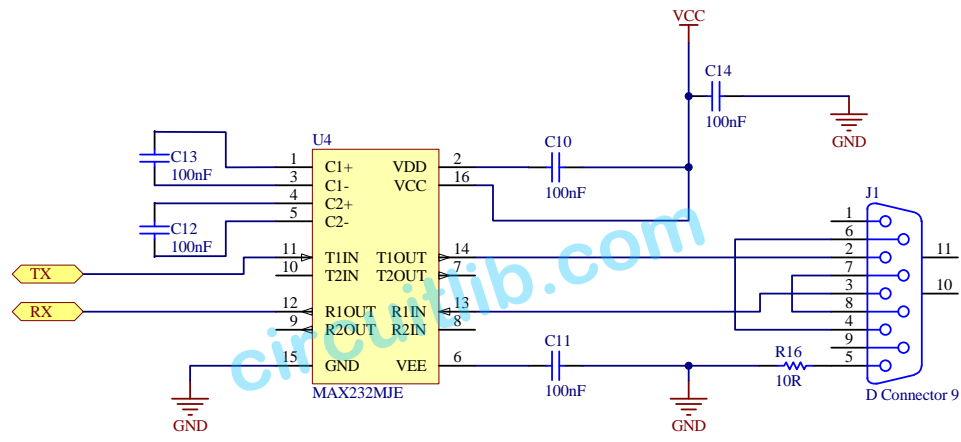 VCC
C14
100nF
GND
U4
C13
100nF
C12
100nF
1
3
4
5
11
10
12
9
15
C1+
C1-
C2+
C2-
T1IN
T2IN
R1OUT
R2OUT
GND
VDD
VCC
T1OUT
T2OUT
R1IN
R2IN
VEE
2
16
14
7
13
8
6
MAX232MJE
C10
100nF
C11
100nF
TX
RX
GND
GND
R16
10R
J1
1
6
2
7
3
8
4
9
5
11
10
D Connector 9
circuitlib.com